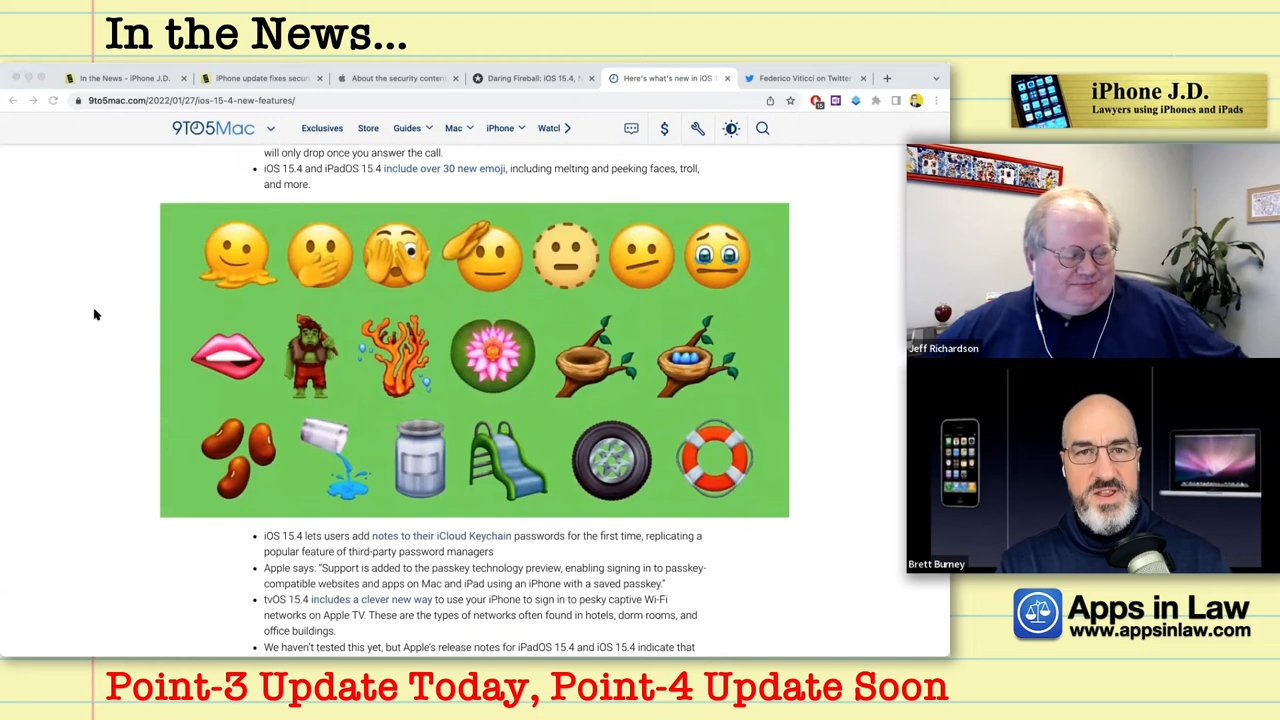 In the News...
In the News - iPhone J.D.
iPhone update fixes securi
About the security content
Daring Fireball: iOS 15.4, N
Here's what's new in iOS 1
Federico Viticci on Twitter
9to5mac.com/2022/01/27/ios-15-4-new-features/
9TO5Mac
Exclusives
Store
Guides
Mac
iPhone
Watcl
will only drop once you answer the call.
• iOS 15.4 and iPadOS 15.4 include over 30 new emoji, including melting and peeking faces, troll,
and more.
• iOS 15.4 lets users add notes to their iCloud Keychain passwords for the first time, replicating a
popular feature of third-party password managers
• Apple says: "Support is added to the passkey technology preview, enabling signing in to passkey-
compatible websites and apps on Mac and iPad using an iPhone with a saved passkey."
• tvOS 15.4 includes a clever new way to use your iPhone to sign in to pesky captive Wi-Fi
networks on Apple TV. These are the types of networks often found in hotels, dorm rooms, and
office buildings.
• We haven't tested this yet, but Apple's release notes for iPadOS 15.4 and iOS 15.4 indicate that
iPhone J.D.
Lawyers using iPhones and iPads
Jeff Richardson
Brett Burney
Apps in Law
www.appsinlaw.com
Point-3 Update Today, Point-4 Update Soon